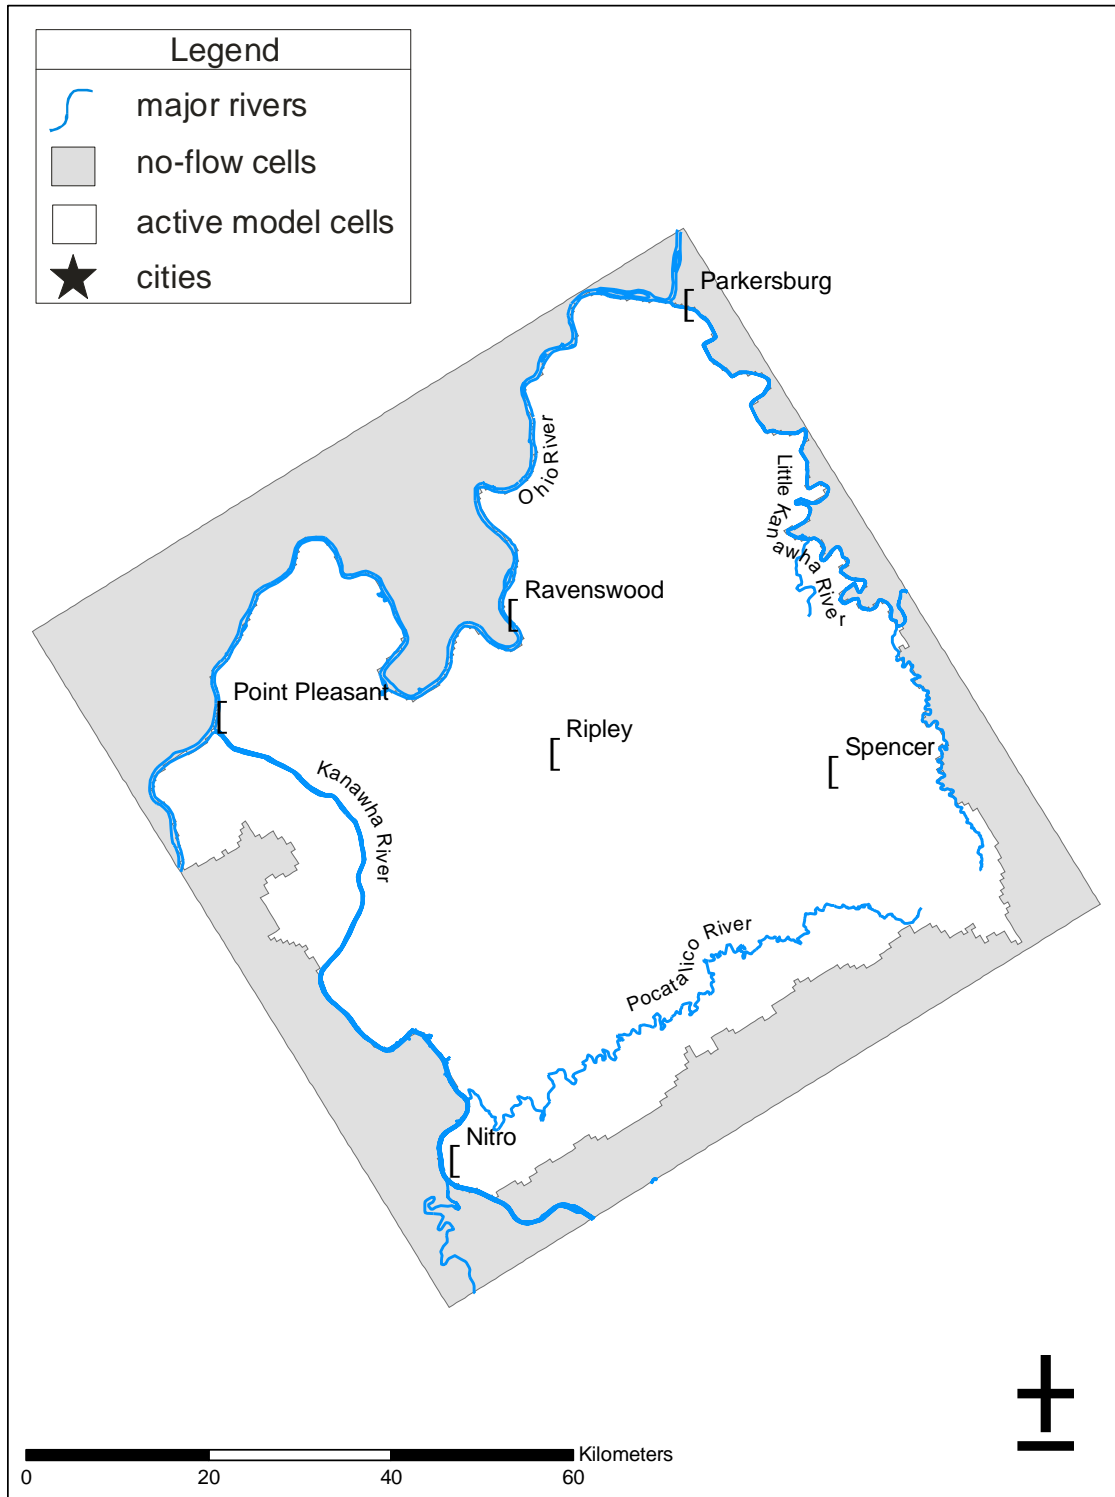 Legend
major rivers
no-flow cells
active model cells
cities
Parkersburg
Ohio River
Little Kanawha River
Ravenswood
Point Pleasant
Ripley
Spencer
Kanawha River
Pocatalico River
Nitro
Kilometers
0 20 40 60